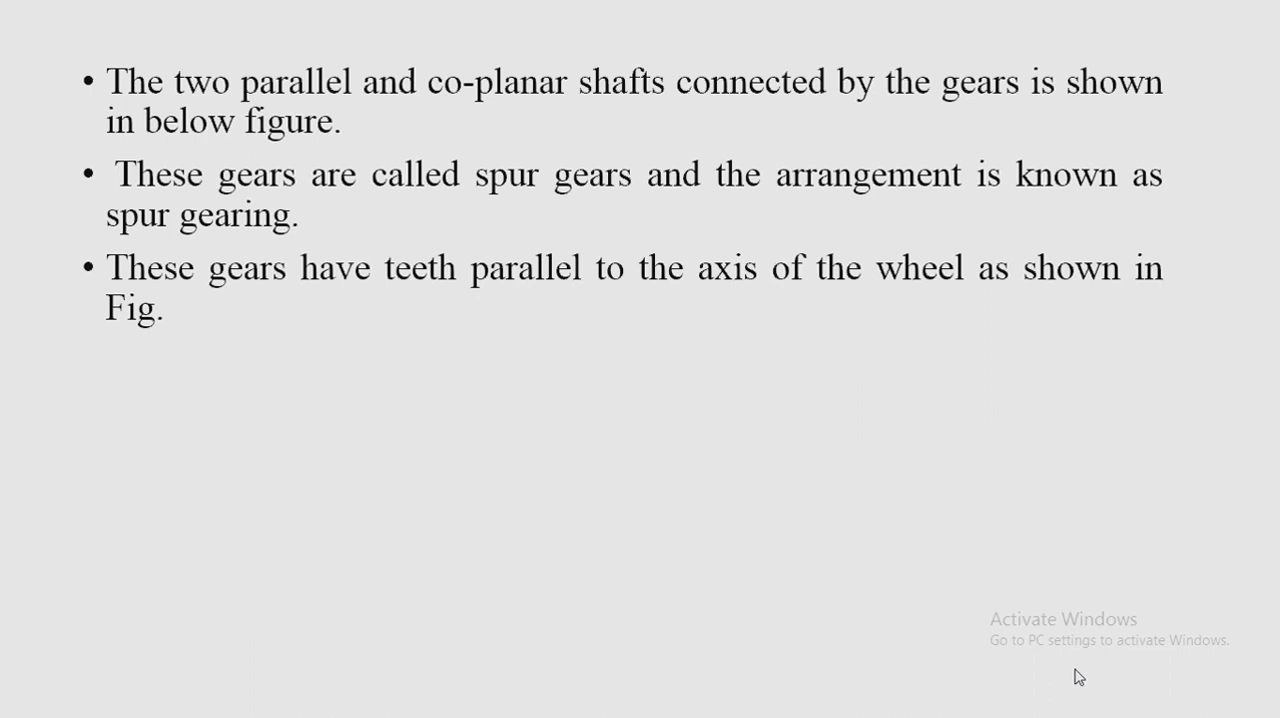 • The two parallel and co-planar shafts connected by the gears is shown
in below figure.
• These gears are called spur gears and the arrangement is known as
spur gearing.
• These gears have teeth parallel to the axis of the wheel as shown in
Fig.
Activate Windows
Go to PC settings to activate Windows.